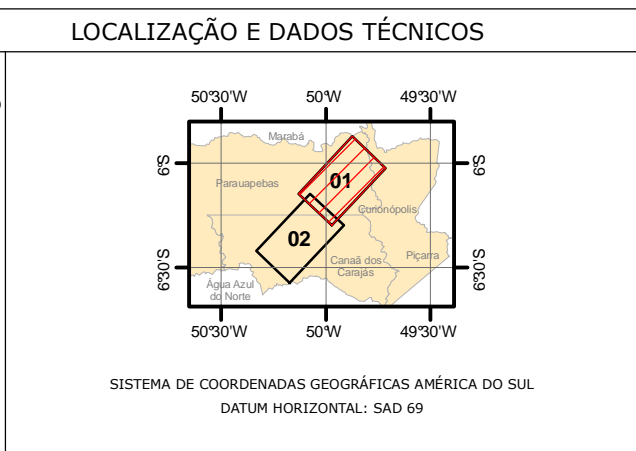 LOCALIZAÇÃO E DADOS TÉCNICOS
50°30'W 50°W 49°30'W
Marabá
6°S 6°S
01
Parauapebas
Curionópolis
02
Canaã dos
Carajás
Piçarra
6°30'S 6°30'S
Água Azul
do Norte
50°30'W 50°W 49°30'W
SISTEMA DE COORDENADAS GEOGRÁFICAS AMÉRICA DO SUL
DATUM HORIZONTAL: SAD 69